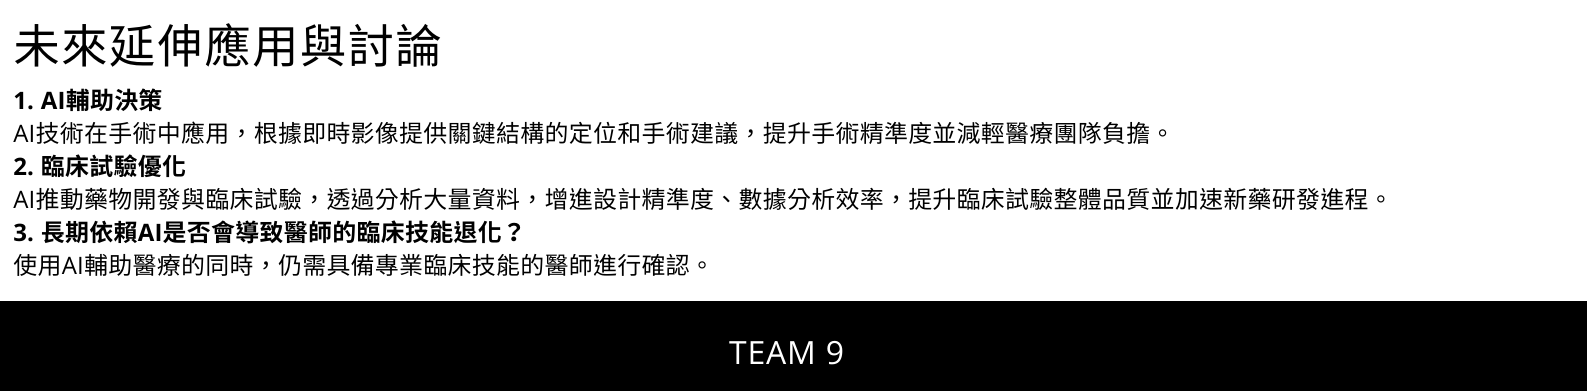 未來延伸應用與討論
1. AI輔助決策
AI技術在手術中應用，根據即時影像提供關鍵結構的定位和手術建議，提升手術精準度並減輕醫療團隊負擔。
2. 臨床試驗優化
AI推動藥物開發與臨床試驗，透過分析大量資料，增進設計精準度、數據分析效率，提升臨床試驗整體品質並加速新藥研發進程。
3. 長期依賴AI是否會導致醫師的臨床技能退化？
使用AI輔助醫療的同時，仍需具備專業臨床技能的醫師進行確認。
TEAM 9